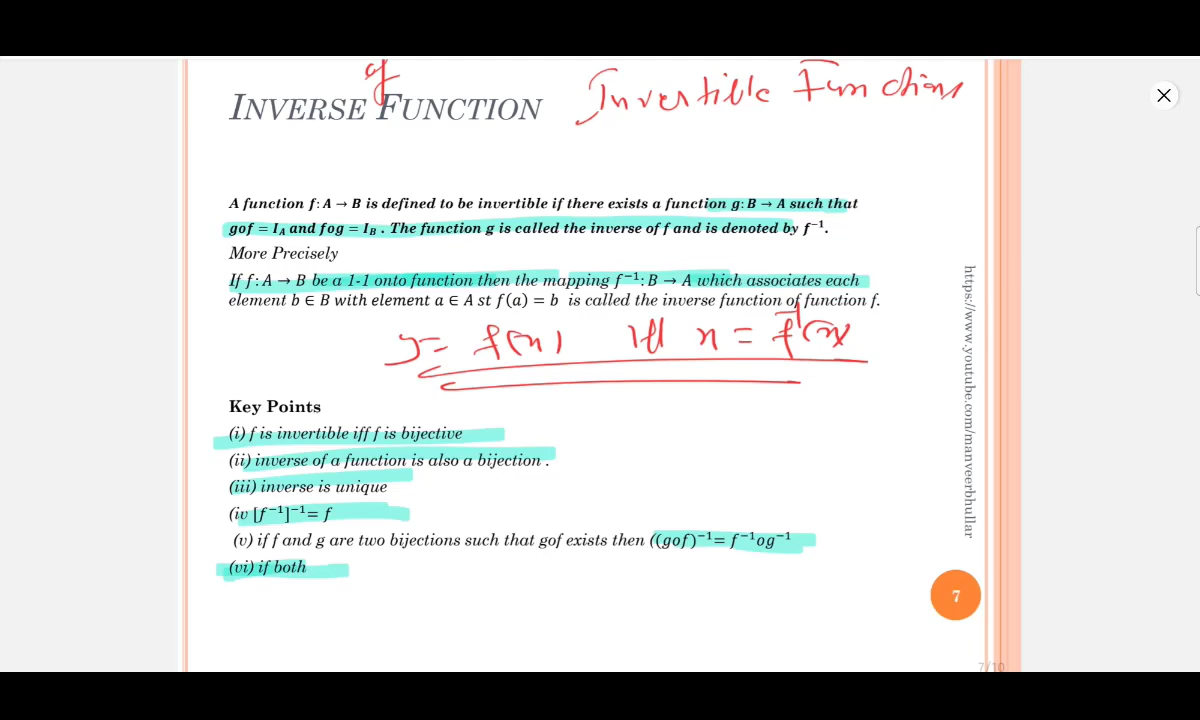 of
INVERSE FUNCTION Invertible Functions
A function f: A → B is defined to be invertible if there exists a function g: B → A such that
gof = I_A and fog = I_B . The function g is called the inverse of f and is denoted by f⁻¹.
More Precisely
If f: A → B be a 1-1 onto function then the mapping f⁻¹: B → A which associates each
element b ∈ B with element a ∈ A st f(a) = b is called the inverse function of function f.
y = f(x) iff x = f⁻¹(
Key Points
(i) f is invertible iff f is bijective
(ii) inverse of a function is also a bijection .
(iii) inverse is unique
(iv [f⁻¹]⁻¹= f
(v) if f and g are two bijections such that gof exists then ((gof)⁻¹= f⁻¹og⁻¹
(vi) if both
https://www.youtube.com/manveerbhullar
7
7/10